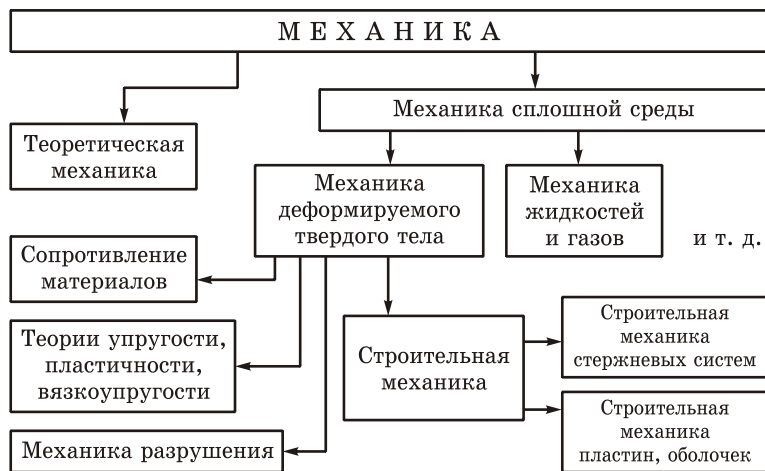 МЕХАНИКА
Механика сплошной среды
Теоретическая
механика
Механика
деформируемого
твердого тела
Механика
жидкостей
и газов
и т. д.
Сопротивление
материалов
Теории упругости,
пластичности,
вязкоупругости
Строительная
механика
Строительная
механика
стержневых систем
Строительная
механика
пластин, оболочек
Механика разрушения